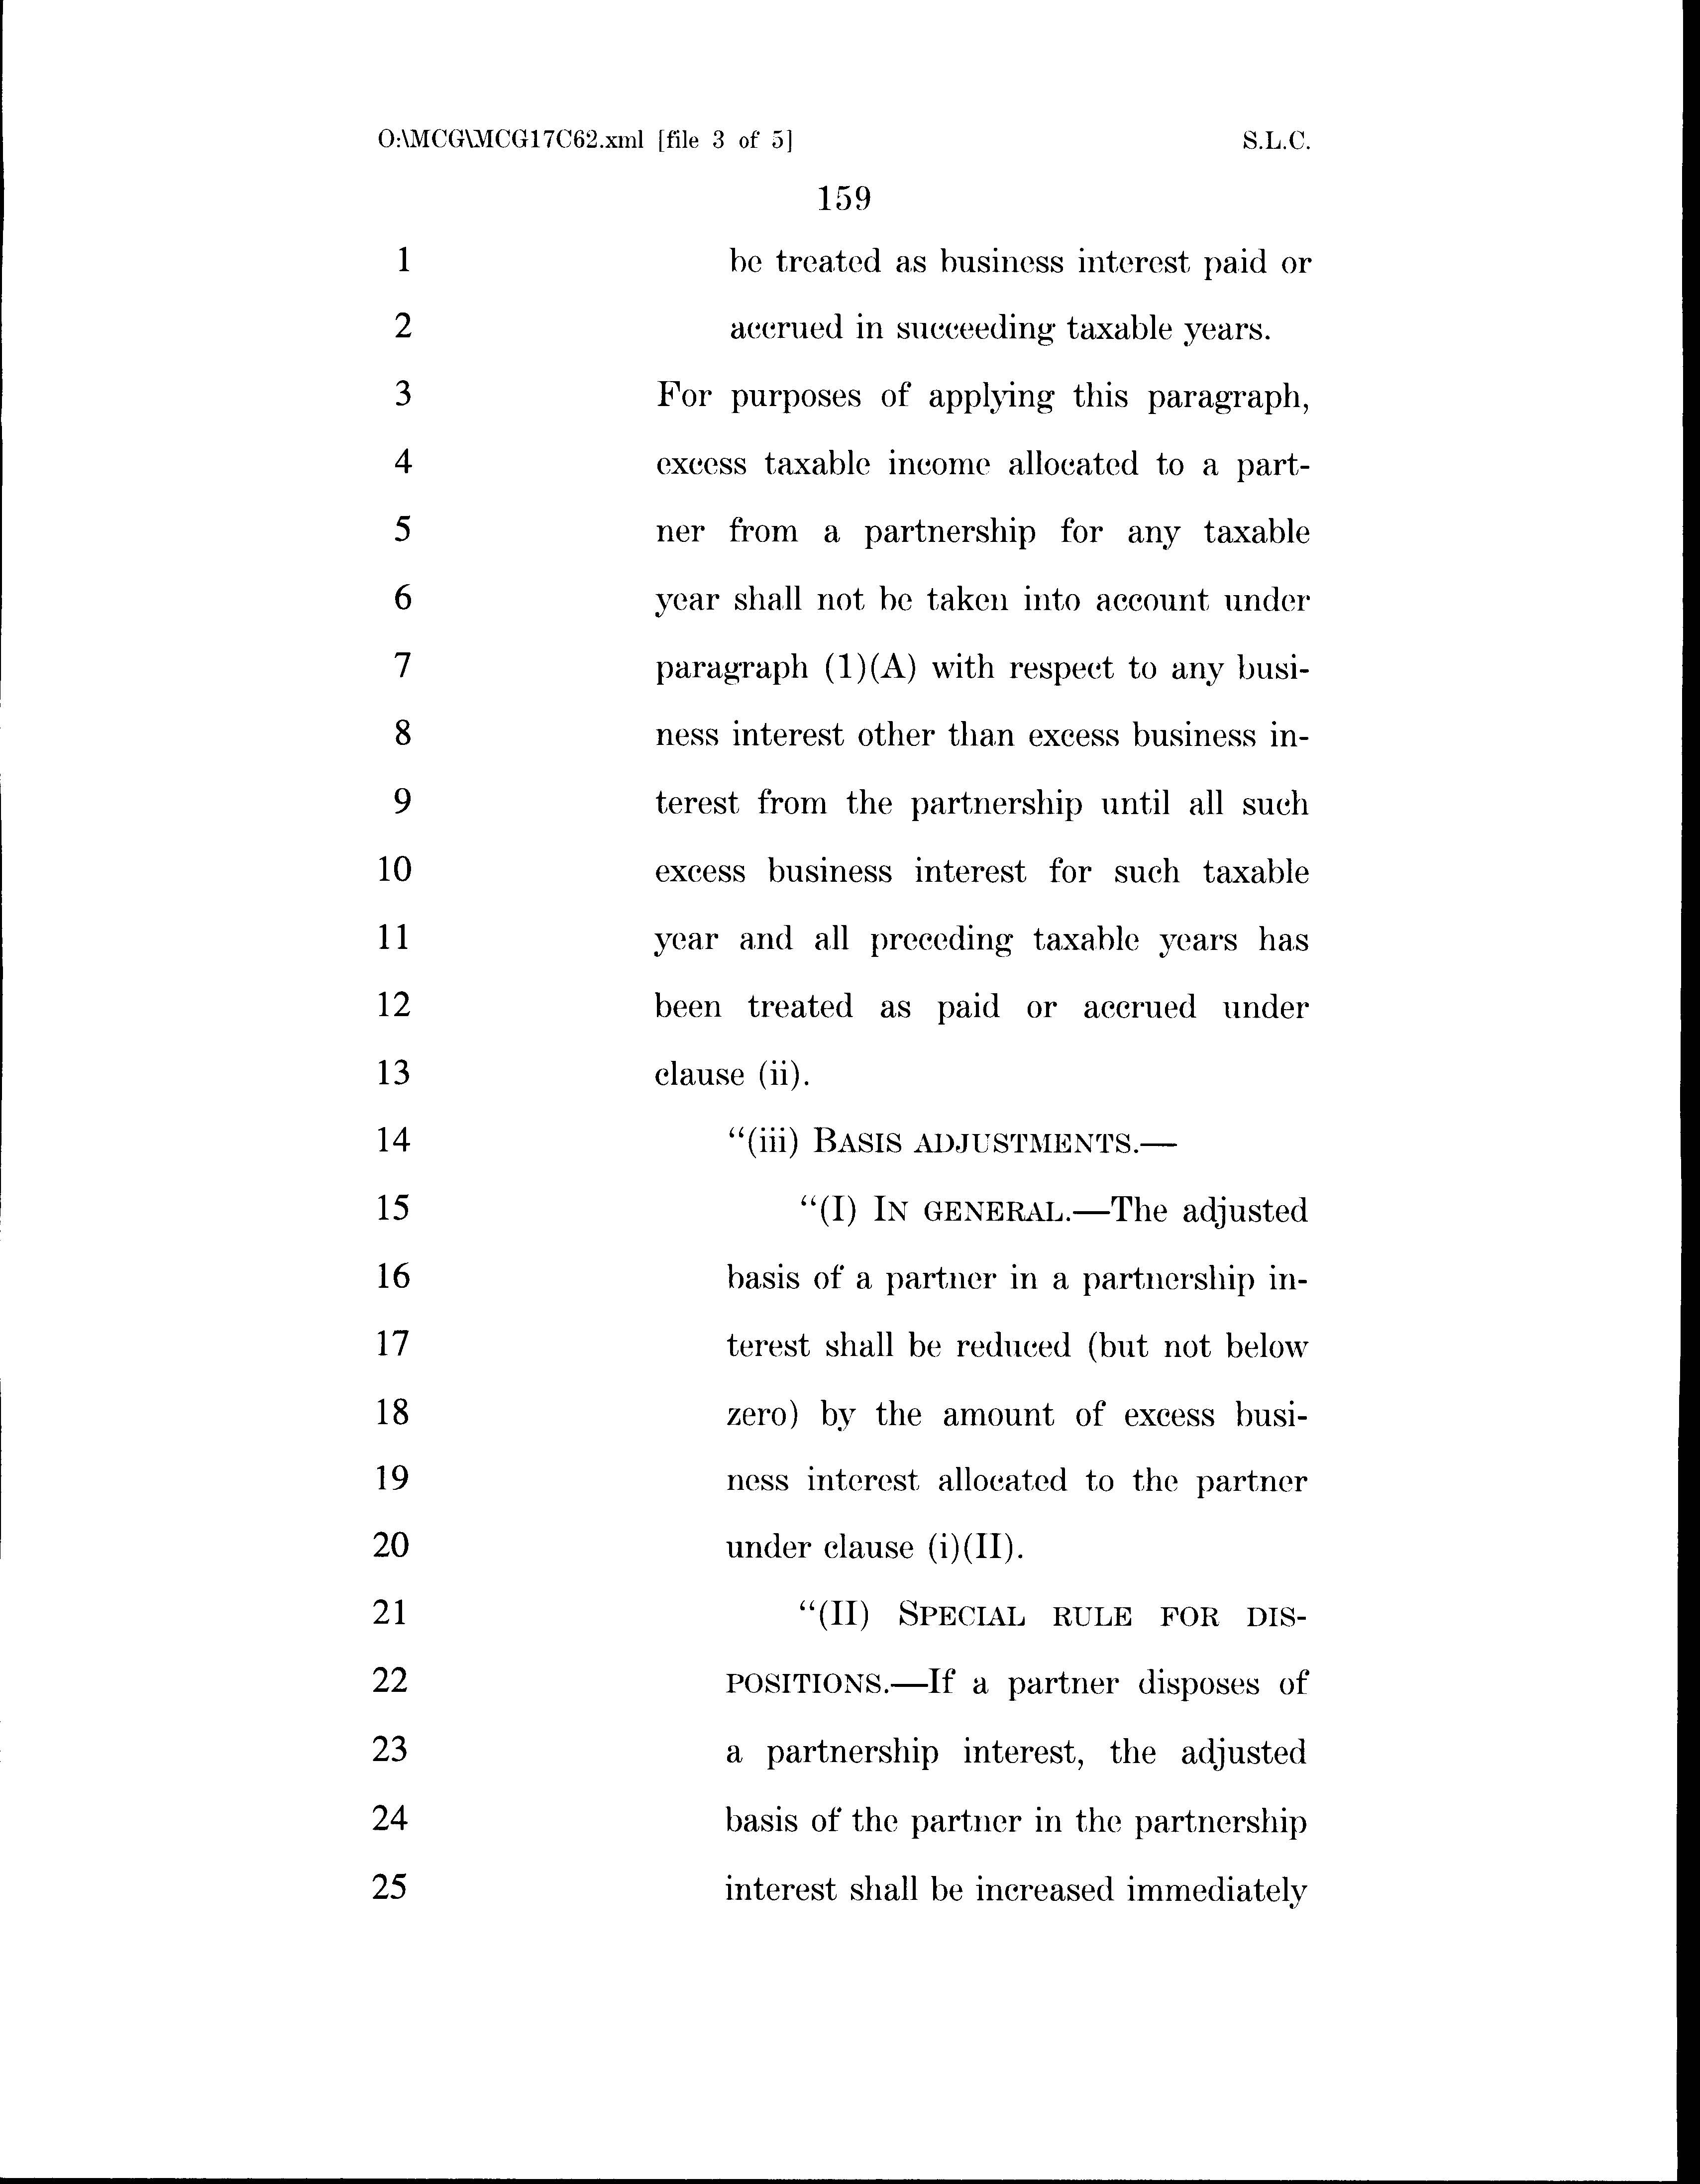 O:\MCG\MCG17C62.xml [file 3 of 5] S.L.C.
159
1 be treated as business interest paid or
2 accrued in succeeding taxable years.
3 For purposes of applying this paragraph,
4 excess taxable income allocated to a part-
5 ner from a partnership for any taxable
6 year shall not be taken into account under
7 paragraph (1)(A) with respect to any busi-
8 ness interest other than excess business in-
9 terest from the partnership until all such
10 excess business interest for such taxable
11 year and all preceding taxable years has
12 been treated as paid or accrued under
13 clause (ii).
14 “(iii) BASIS ADJUSTMENTS.—
15 “(I) IN GENERAL.—The adjusted
16 basis of a partner in a partnership in-
17 terest shall be reduced (but not below
18 zero) by the amount of excess busi-
19 ness interest allocated to the partner
20 under clause (i)(II).
21 “(II) SPECIAL RULE FOR DIS-
22 POSITIONS.—If a partner disposes of
23 a partnership interest, the adjusted
24 basis of the partner in the partnership
25 interest shall be increased immediately